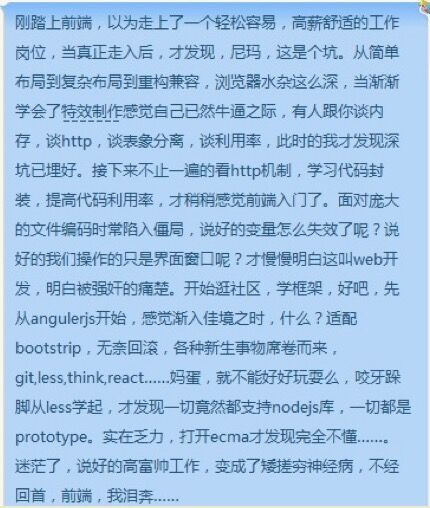 刚踏上前端，以为走上了一个轻松容易，高薪舒适的工作
岗位，当真正走入后，才发现，尼玛，这是个坑。从简单
布局到复杂布局到重构兼容，浏览器水杂这么深，当渐渐
学会了特效制作感觉自己已然牛逼之际，有人跟你谈内
存，谈http，谈表象分离，谈利用率，此时的我才发现深
坑已埋好。接下来不止一遍的看http机制，学习代码封
装，提高代码利用率，才稍稍感觉前端入门了。面对庞大
的文件编码时常陷入僵局，说好的变量怎么失效了呢？说
好的我们操作的只是界面窗口呢？才慢慢明白这叫web开
发，明白被强奸的痛楚。开始逛社区，学框架，好吧，先
从angulerjs开始，感觉渐入佳境之时，什么？适配
bootstrip，无奈回滚，各种新生事物席卷而来，
git,less,think,react……妈蛋，就不能好好玩耍么，咬牙跺
脚从less学起，才发现一切竟然都支持nodejs库，一切都是
prototype。实在乏力，打开ecma才发现完全不懂……。
迷茫了，说好的高富帅工作，变成了矮搓穷神经病，不经
回首，前端，我泪奔……